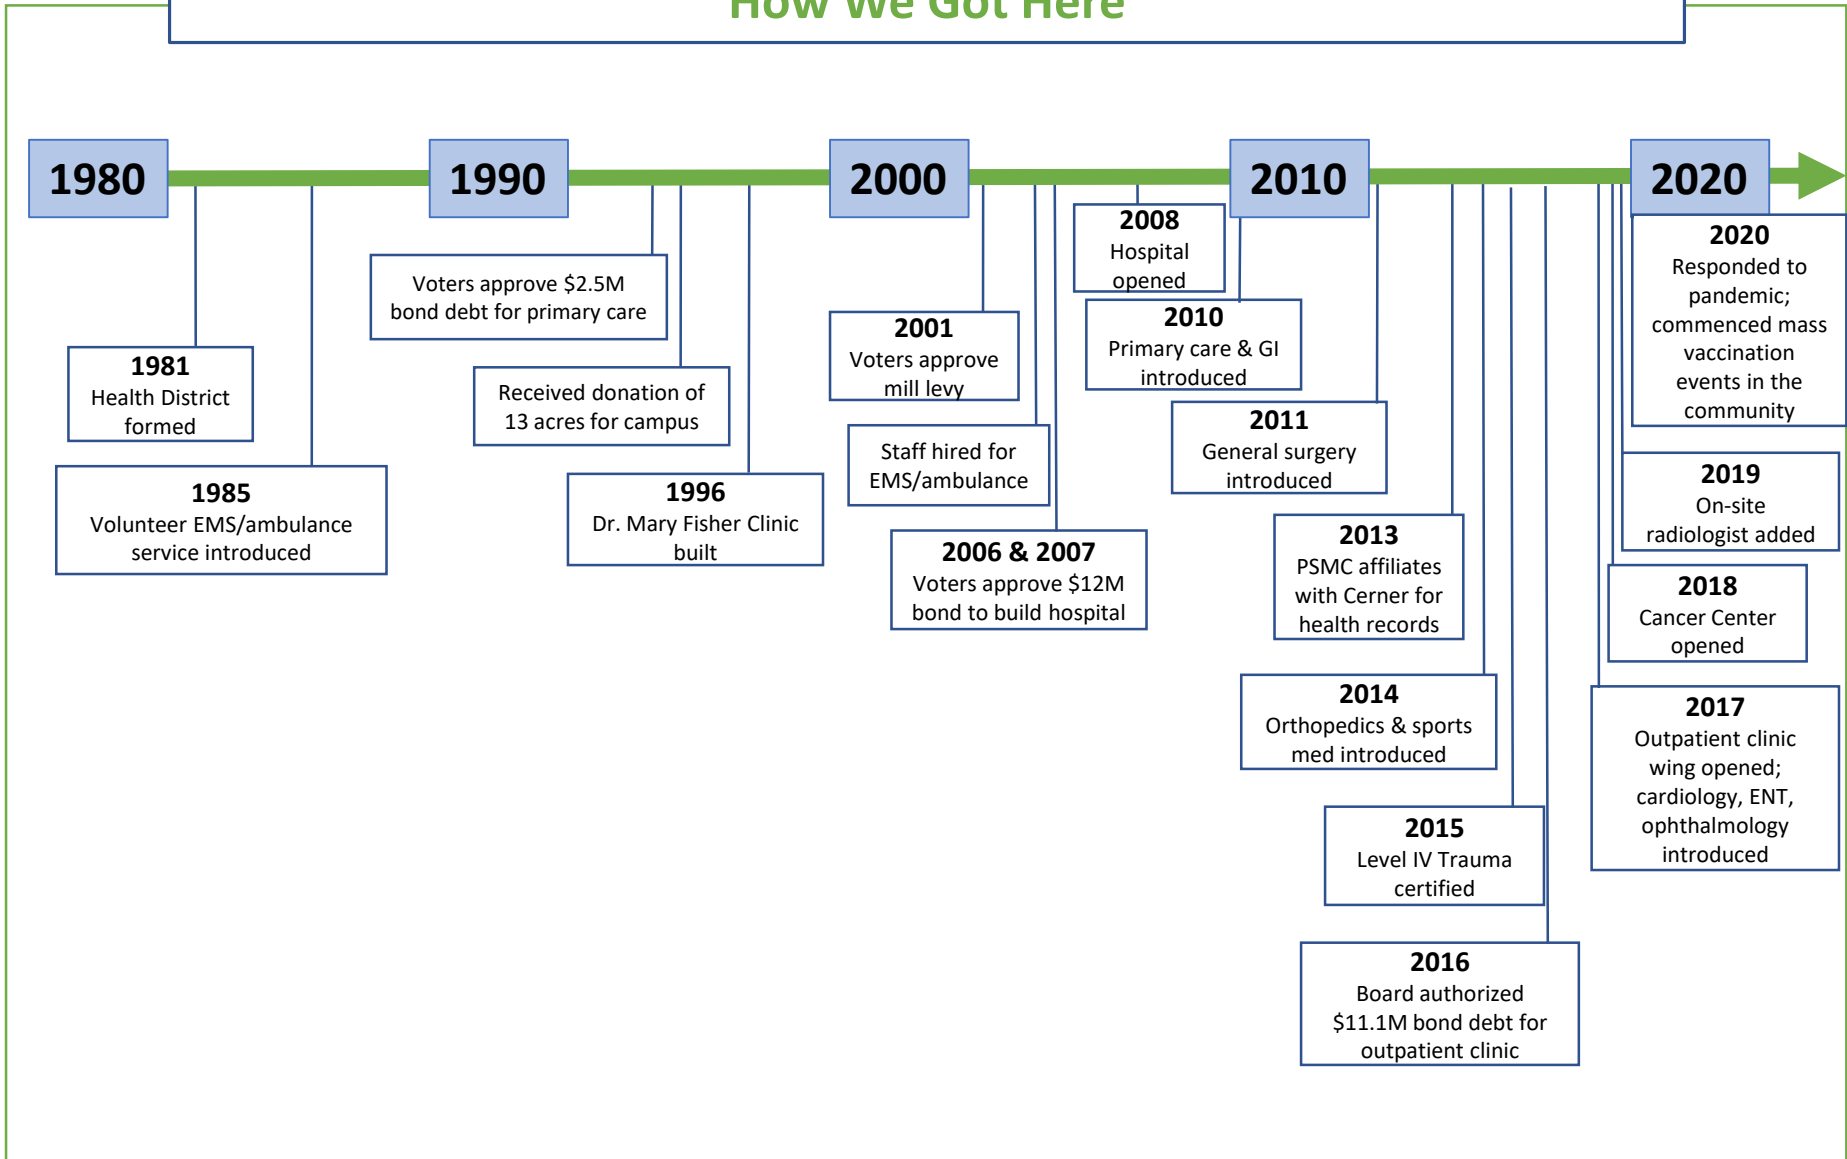 How We Got Here
1980
1990
2000
2010
2020
1981
Health District
formed
1985
Volunteer EMS/ambulance
service introduced
Voters approve $2.5M
bond debt for primary care
Received donation of
13 acres for campus
1996
Dr. Mary Fisher Clinic
built
2001
Voters approve
mill levy
Staff hired for
EMS/ambulance
2006 & 2007
Voters approve $12M
bond to build hospital
2008
Hospital
opened
2010
Primary care & GI
introduced
2011
General surgery
introduced
2013
PSMC affiliates
with Cerner for
health records
2014
Orthopedics & sports
med introduced
2015
Level IV Trauma
certified
2016
Board authorized
$11.1M bond debt for
outpatient clinic
2017
Outpatient clinic
wing opened;
cardiology, ENT,
ophthalmology
introduced
2018
Cancer Center
opened
2019
On-site
radiologist added
2020
Responded to
pandemic;
commenced mass
vaccination
events in the
community